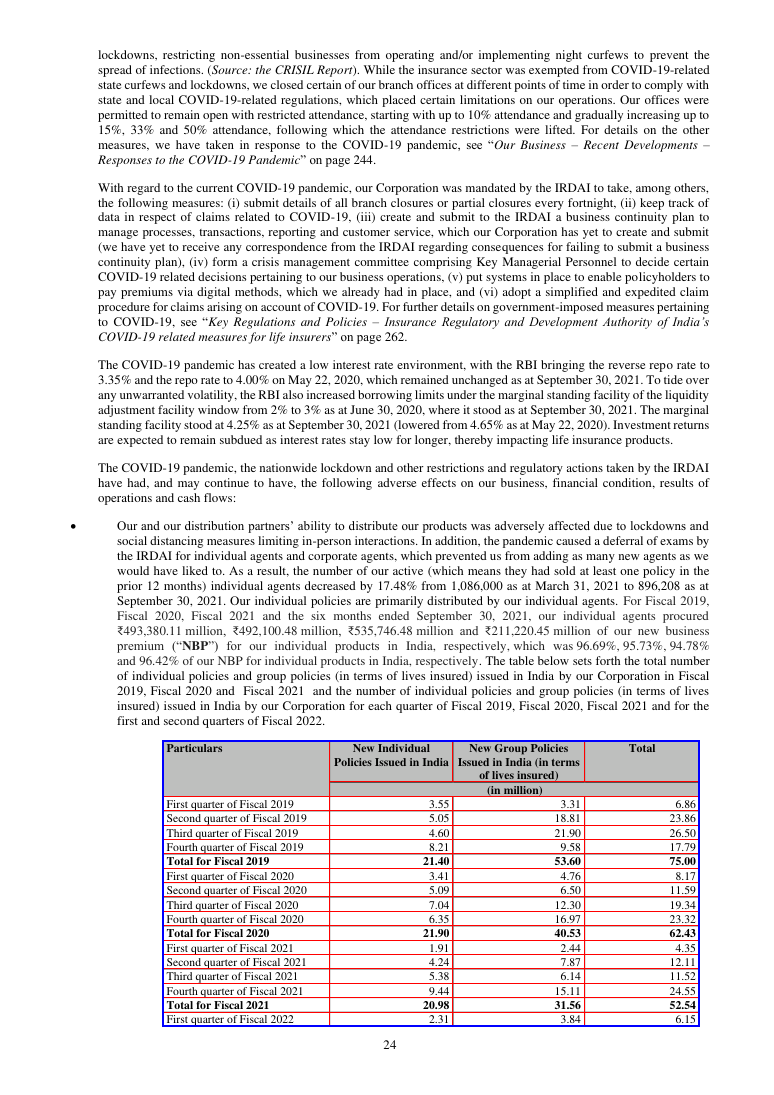 lockdowns, restricting non-essential businesses from operating and/or implementing night curfews to prevent the
spread of infections. (Source: the CRISIL Report). While the insurance sector was exempted from COVID-19-related
state curfews and lockdowns, we closed certain of our branch offices at different points of time in order to comply with
state and local COVID-19-related regulations, which placed certain limitations on our operations. Our offices were
permitted to remain open with restricted attendance, starting with up to 10% attendance and gradually increasing up to
15%, 33% and 50% attendance, following which the attendance restrictions were lifted. For details on the other
measures, we have taken in response to the COVID-19 pandemic, see “Our Business – Recent Developments –
Responses to the COVID-19 Pandemic” on page 244.
With regard to the current COVID-19 pandemic, our Corporation was mandated by the IRDAI to take, among others,
the following measures: (i) submit details of all branch closures or partial closures every fortnight, (ii) keep track of
data in respect of claims related to COVID-19, (iii) create and submit to the IRDAI a business continuity plan to
manage processes, transactions, reporting and customer service, which our Corporation has yet to create and submit
(we have yet to receive any correspondence from the IRDAI regarding consequences for failing to submit a business
continuity plan), (iv) form a crisis management committee comprising Key Managerial Personnel to decide certain
COVID-19 related decisions pertaining to our business operations, (v) put systems in place to enable policyholders to
pay premiums via digital methods, which we already had in place, and (vi) adopt a simplified and expedited claim
procedure for claims arising on account of COVID-19. For further details on government-imposed measures pertaining
to COVID-19, see “Key Regulations and Policies – Insurance Regulatory and Development Authority of India’s
COVID-19 related measures for life insurers” on page 262.
The COVID-19 pandemic has created a low interest rate environment, with the RBI bringing the reverse repo rate to
3.35% and the repo rate to 4.00% on May 22, 2020, which remained unchanged as at September 30, 2021. To tide over
any unwarranted volatility, the RBI also increased borrowing limits under the marginal standing facility of the liquidity
adjustment facility window from 2% to 3% as at June 30, 2020, where it stood as at September 30, 2021. The marginal
standing facility stood at 4.25% as at September 30, 2021 (lowered from 4.65% as at May 22, 2020). Investment returns
are expected to remain subdued as interest rates stay low for longer, thereby impacting life insurance products.
The COVID-19 pandemic, the nationwide lockdown and other restrictions and regulatory actions taken by the IRDAI
have had, and may continue to have, the following adverse effects on our business, financial condition, results of
operations and cash flows:
• Our and our distribution partners’ ability to distribute our products was adversely affected due to lockdowns and
social distancing measures limiting in-person interactions. In addition, the pandemic caused a deferral of exams by
the IRDAI for individual agents and corporate agents, which prevented us from adding as many new agents as we
would have liked to. As a result, the number of our active (which means they had sold at least one policy in the
prior 12 months) individual agents decreased by 17.48% from 1,086,000 as at March 31, 2021 to 896,208 as at
September 30, 2021. Our individual policies are primarily distributed by our individual agents. For Fiscal 2019,
Fiscal 2020, Fiscal 2021 and the six months ended September 30, 2021, our individual agents procured
₹493,380.11 million, ₹492,100.48 million, ₹535,746.48 million and ₹211,220.45 million of our new business
premium (“NBP”) for our individual products in India, respectively, which was 96.69%, 95.73%, 94.78%
and 96.42% of our NBP for individual products in India, respectively. The table below sets forth the total number
of individual policies and group policies (in terms of lives insured) issued in India by our Corporation in Fiscal
2019, Fiscal 2020 and Fiscal 2021 and the number of individual policies and group policies (in terms of lives
insured) issued in India by our Corporation for each quarter of Fiscal 2019, Fiscal 2020, Fiscal 2021 and for the
first and second quarters of Fiscal 2022.
Particulars New Individual New Group Policies Total
Policies Issued in India Issued in India (in terms
of lives insured)
(in million)
First quarter of Fiscal 2019 3.55 3.31 6.86
Second quarter of Fiscal 2019 5.05 18.81 23.86
Third quarter of Fiscal 2019 4.60 21.90 26.50
Fourth quarter of Fiscal 2019 8.21 9.58 17.79
Total for Fiscal 2019 21.40 53.60 75.00
First quarter of Fiscal 2020 3.41 4.76 8.17
Second quarter of Fiscal 2020 5.09 6.50 11.59
Third quarter of Fiscal 2020 7.04 12.30 19.34
Fourth quarter of Fiscal 2020 6.35 16.97 23.32
Total for Fiscal 2020 21.90 40.53 62.43
First quarter of Fiscal 2021 1.91 2.44 4.35
Second quarter of Fiscal 2021 4.24 7.87 12.11
Third quarter of Fiscal 2021 5.38 6.14 11.52
Fourth quarter of Fiscal 2021 9.44 15.11 24.55
Total for Fiscal 2021 20.98 31.56 52.54
First quarter of Fiscal 2022 2.31 3.84 6.15
24